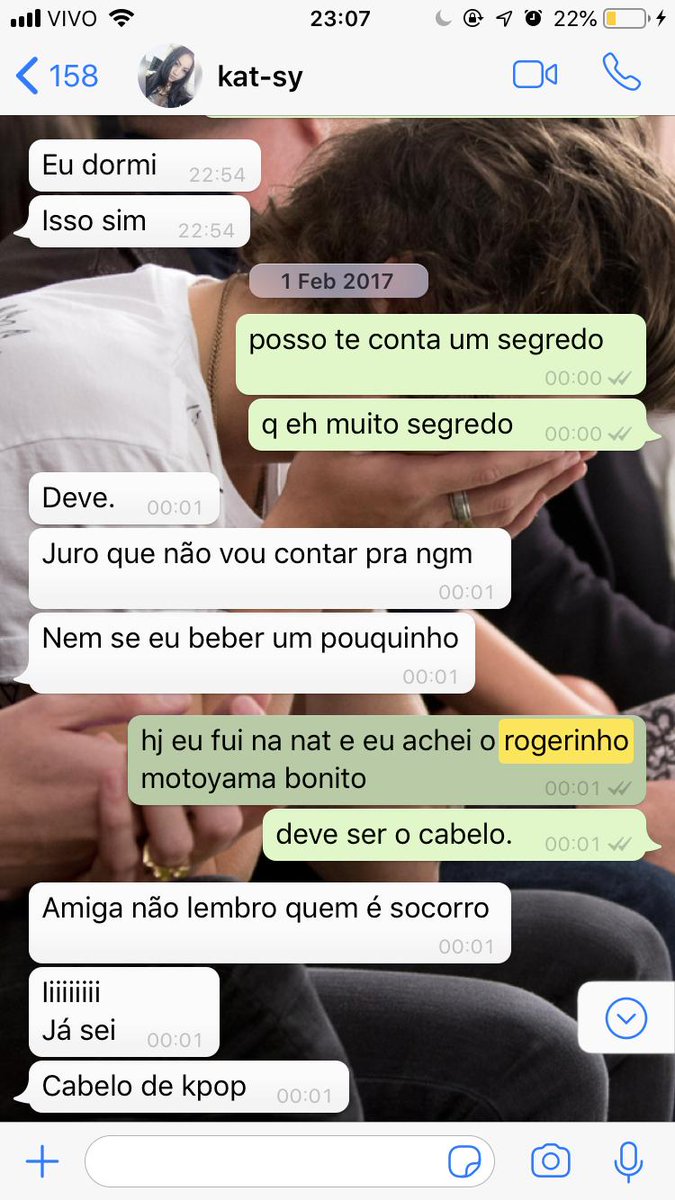 VIVO 23:07 22%
158 kat-sy
Eu dormi 22:54
Isso sim 22:54
1 Feb 2017
posso te conta um segredo
00:00
q eh muito segredo 00:00
Deve. 00:01
Juro que não vou contar pra ngm
00:01
Nem se eu beber um pouquinho
00:01
hj eu fui na nat e eu achei o rogerinho
motoyama bonito 00:01
deve ser o cabelo. 00:01
Amiga não lembro quem é socorro
00:01
Iiiiiiiiii
Já sei 00:01
Cabelo de kpop 00:01